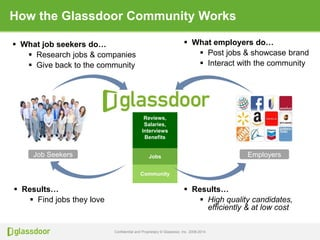 How the Glassdoor Community Works
▪ What job seekers do…
▪ Research jobs & companies
▪ Give back to the community
▪ What employers do…
▪ Post jobs & showcase brand
▪ Interact with the community
glassdoor
Reviews,
Salaries,
Interviews
Benefits
Jobs
Community
Job Seekers
Employers
▪ Results…
▪ Find jobs they love
▪ Results…
▪ High quality candidates,
efficiently & at low cost
glassdoor
Confidential and Proprietary © Glassdoor, Inc. 2008-2014